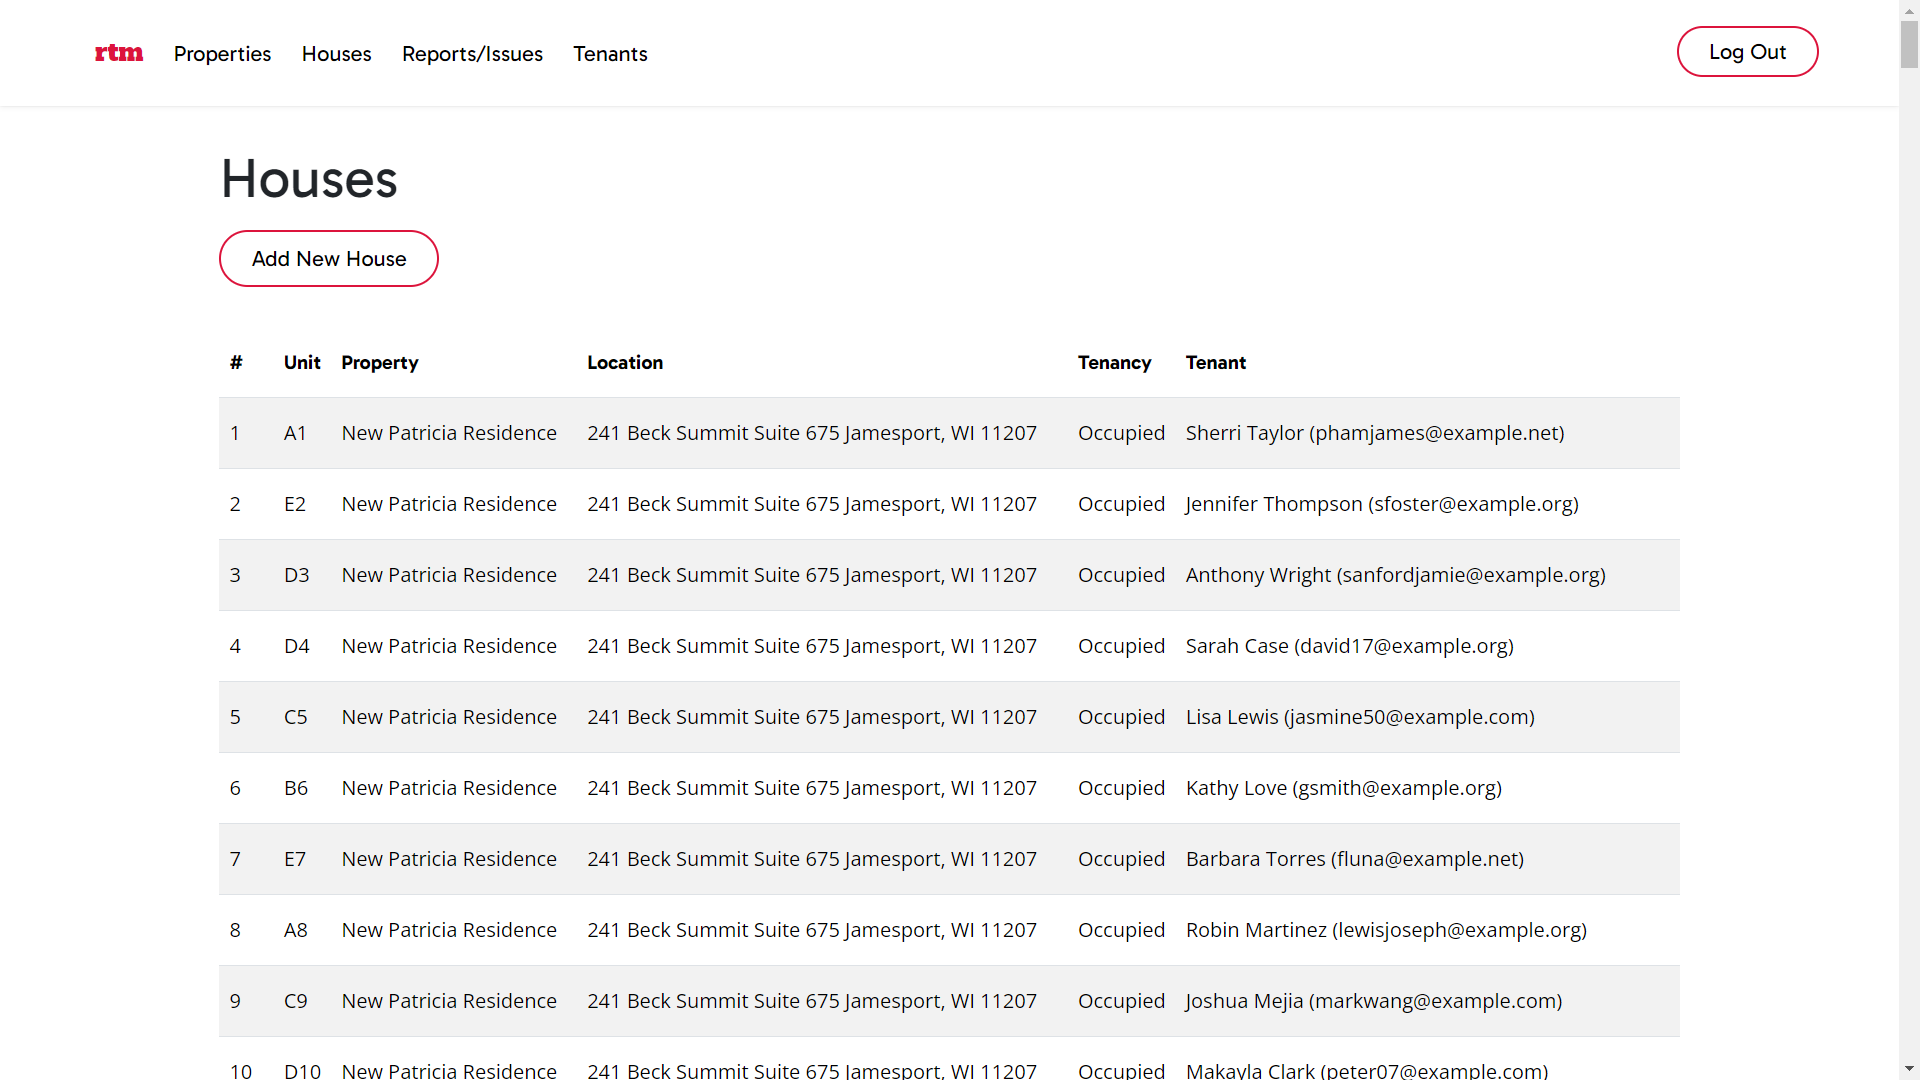 rtm Properties Houses Reports/Issues Tenants Log Out
Houses
Add New House
# Unit Property Location Tenancy Tenant
1 A1 New Patricia Residence 241 Beck Summit Suite 675 Jamesport, WI 11207 Occupied Sherri Taylor (phamjames@example.net)
2 E2 New Patricia Residence 241 Beck Summit Suite 675 Jamesport, WI 11207 Occupied Jennifer Thompson (sfoster@example.org)
3 D3 New Patricia Residence 241 Beck Summit Suite 675 Jamesport, WI 11207 Occupied Anthony Wright (sanfordjamie@example.org)
4 D4 New Patricia Residence 241 Beck Summit Suite 675 Jamesport, WI 11207 Occupied Sarah Case (david17@example.org)
5 C5 New Patricia Residence 241 Beck Summit Suite 675 Jamesport, WI 11207 Occupied Lisa Lewis (jasmine50@example.com)
6 B6 New Patricia Residence 241 Beck Summit Suite 675 Jamesport, WI 11207 Occupied Kathy Love (gsmith@example.org)
7 E7 New Patricia Residence 241 Beck Summit Suite 675 Jamesport, WI 11207 Occupied Barbara Torres (fluna@example.net)
8 A8 New Patricia Residence 241 Beck Summit Suite 675 Jamesport, WI 11207 Occupied Robin Martinez (lewisjoseph@example.org)
9 C9 New Patricia Residence 241 Beck Summit Suite 675 Jamesport, WI 11207 Occupied Joshua Mejia (markwang@example.com)
10 D10 New Patricia Residence 241 Beck Summit Suite 675 Jamesport, WI 11207 Occupied Makayla Clark (peter07@example.com)